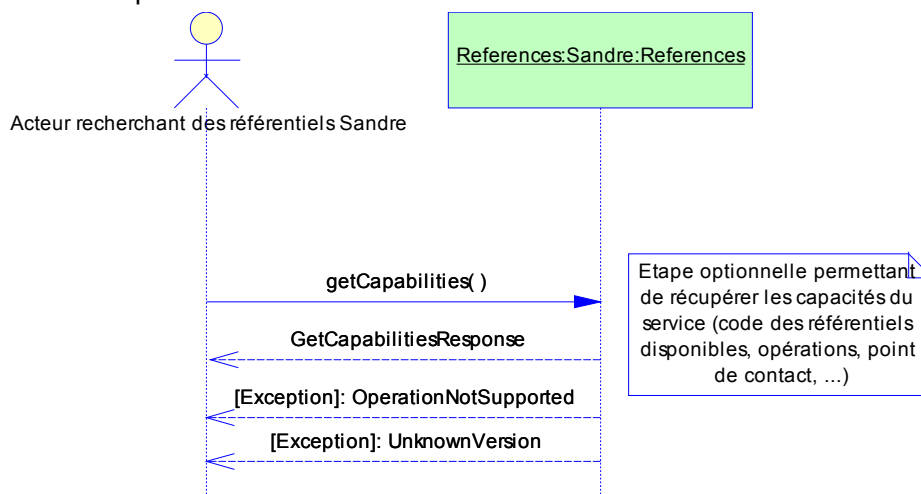 References:Sandre:References
Acteur recherchant des référentiels Sandre
getCapabilities( )
Etape optionnelle permettant
de récupérer les capacités du
service (code des référentiels
disponibles, opérations, point
de contact, ...)
GetCapabilitiesResponse
[Exception]: OperationNotSupported
[Exception]: UnknownVersion